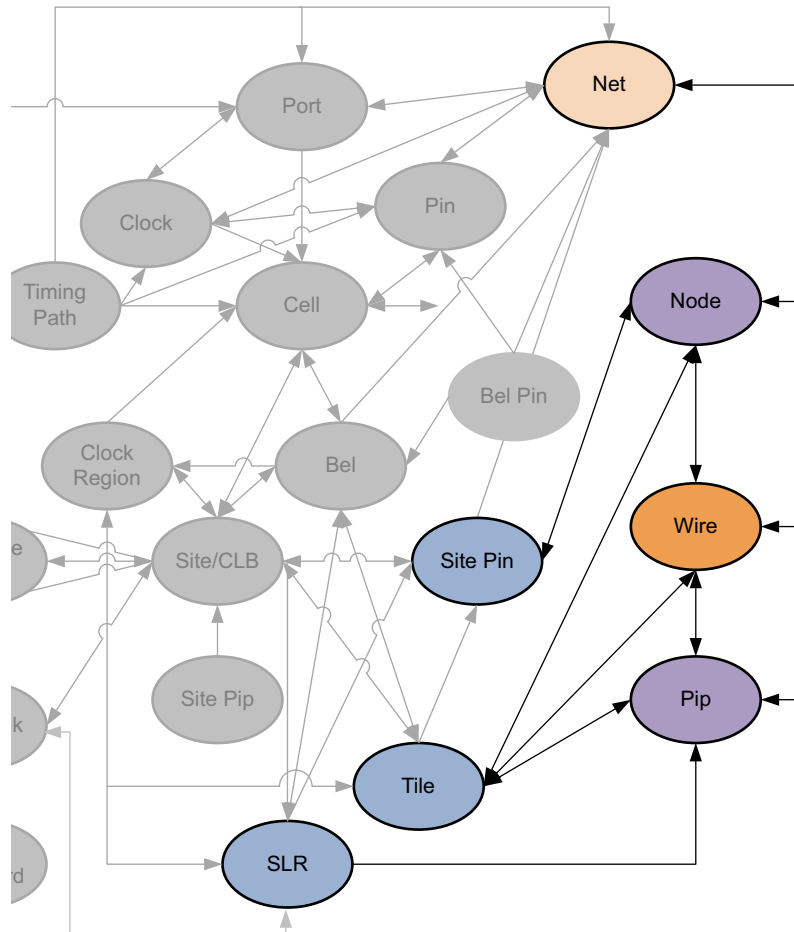 Net
Port
Pin
Clock
Node
Timing
Path
Cell
Bel Pin
Clock
Region
Bel
Wire
e
Site/CLB
Site Pin
Site Pip
Pip
k
Tile
SLR
rd